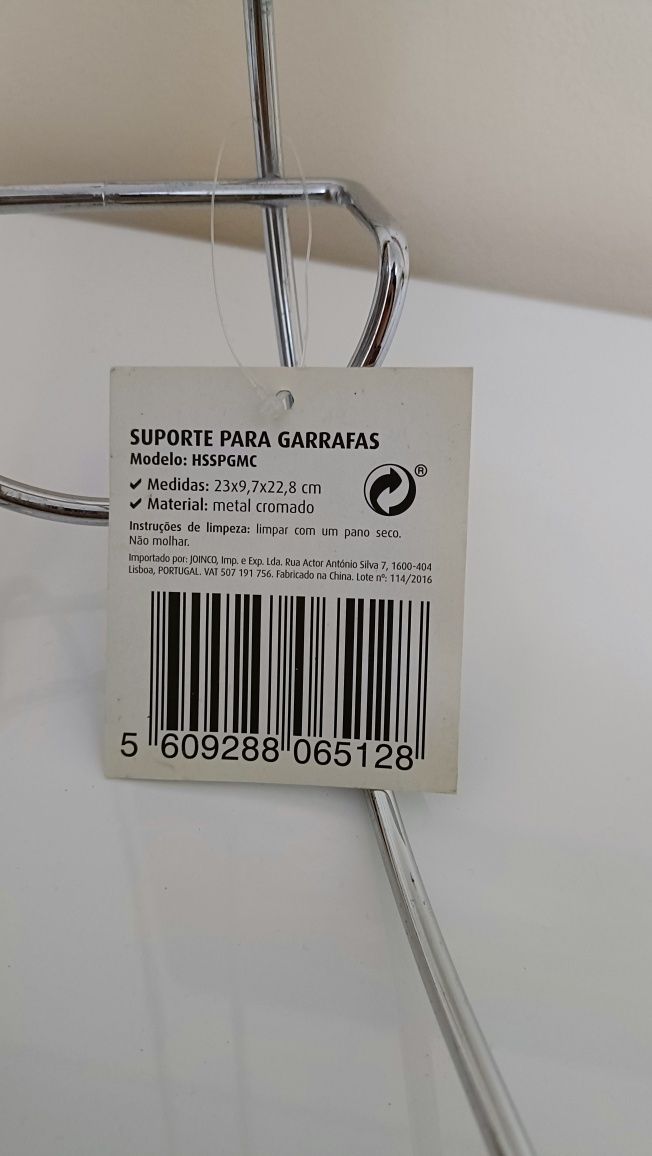 SUPORTE PARA GARRAFAS
Modelo: HSSPGMC
✔ Medidas: 23x9,7x22,8 cm
✔ Material: metal cromado
®
Instruções de limpeza: limpar com um pano seco.
Não molhar.
Importado por: JOINCO, Imp. e Exp. Lda. Rua Actor António Silva 7, 1600-404
Lisboa, PORTUGAL. VAT 507 191 756. Fabricado na China. Lote nº: 114/2016
5 609288 065128